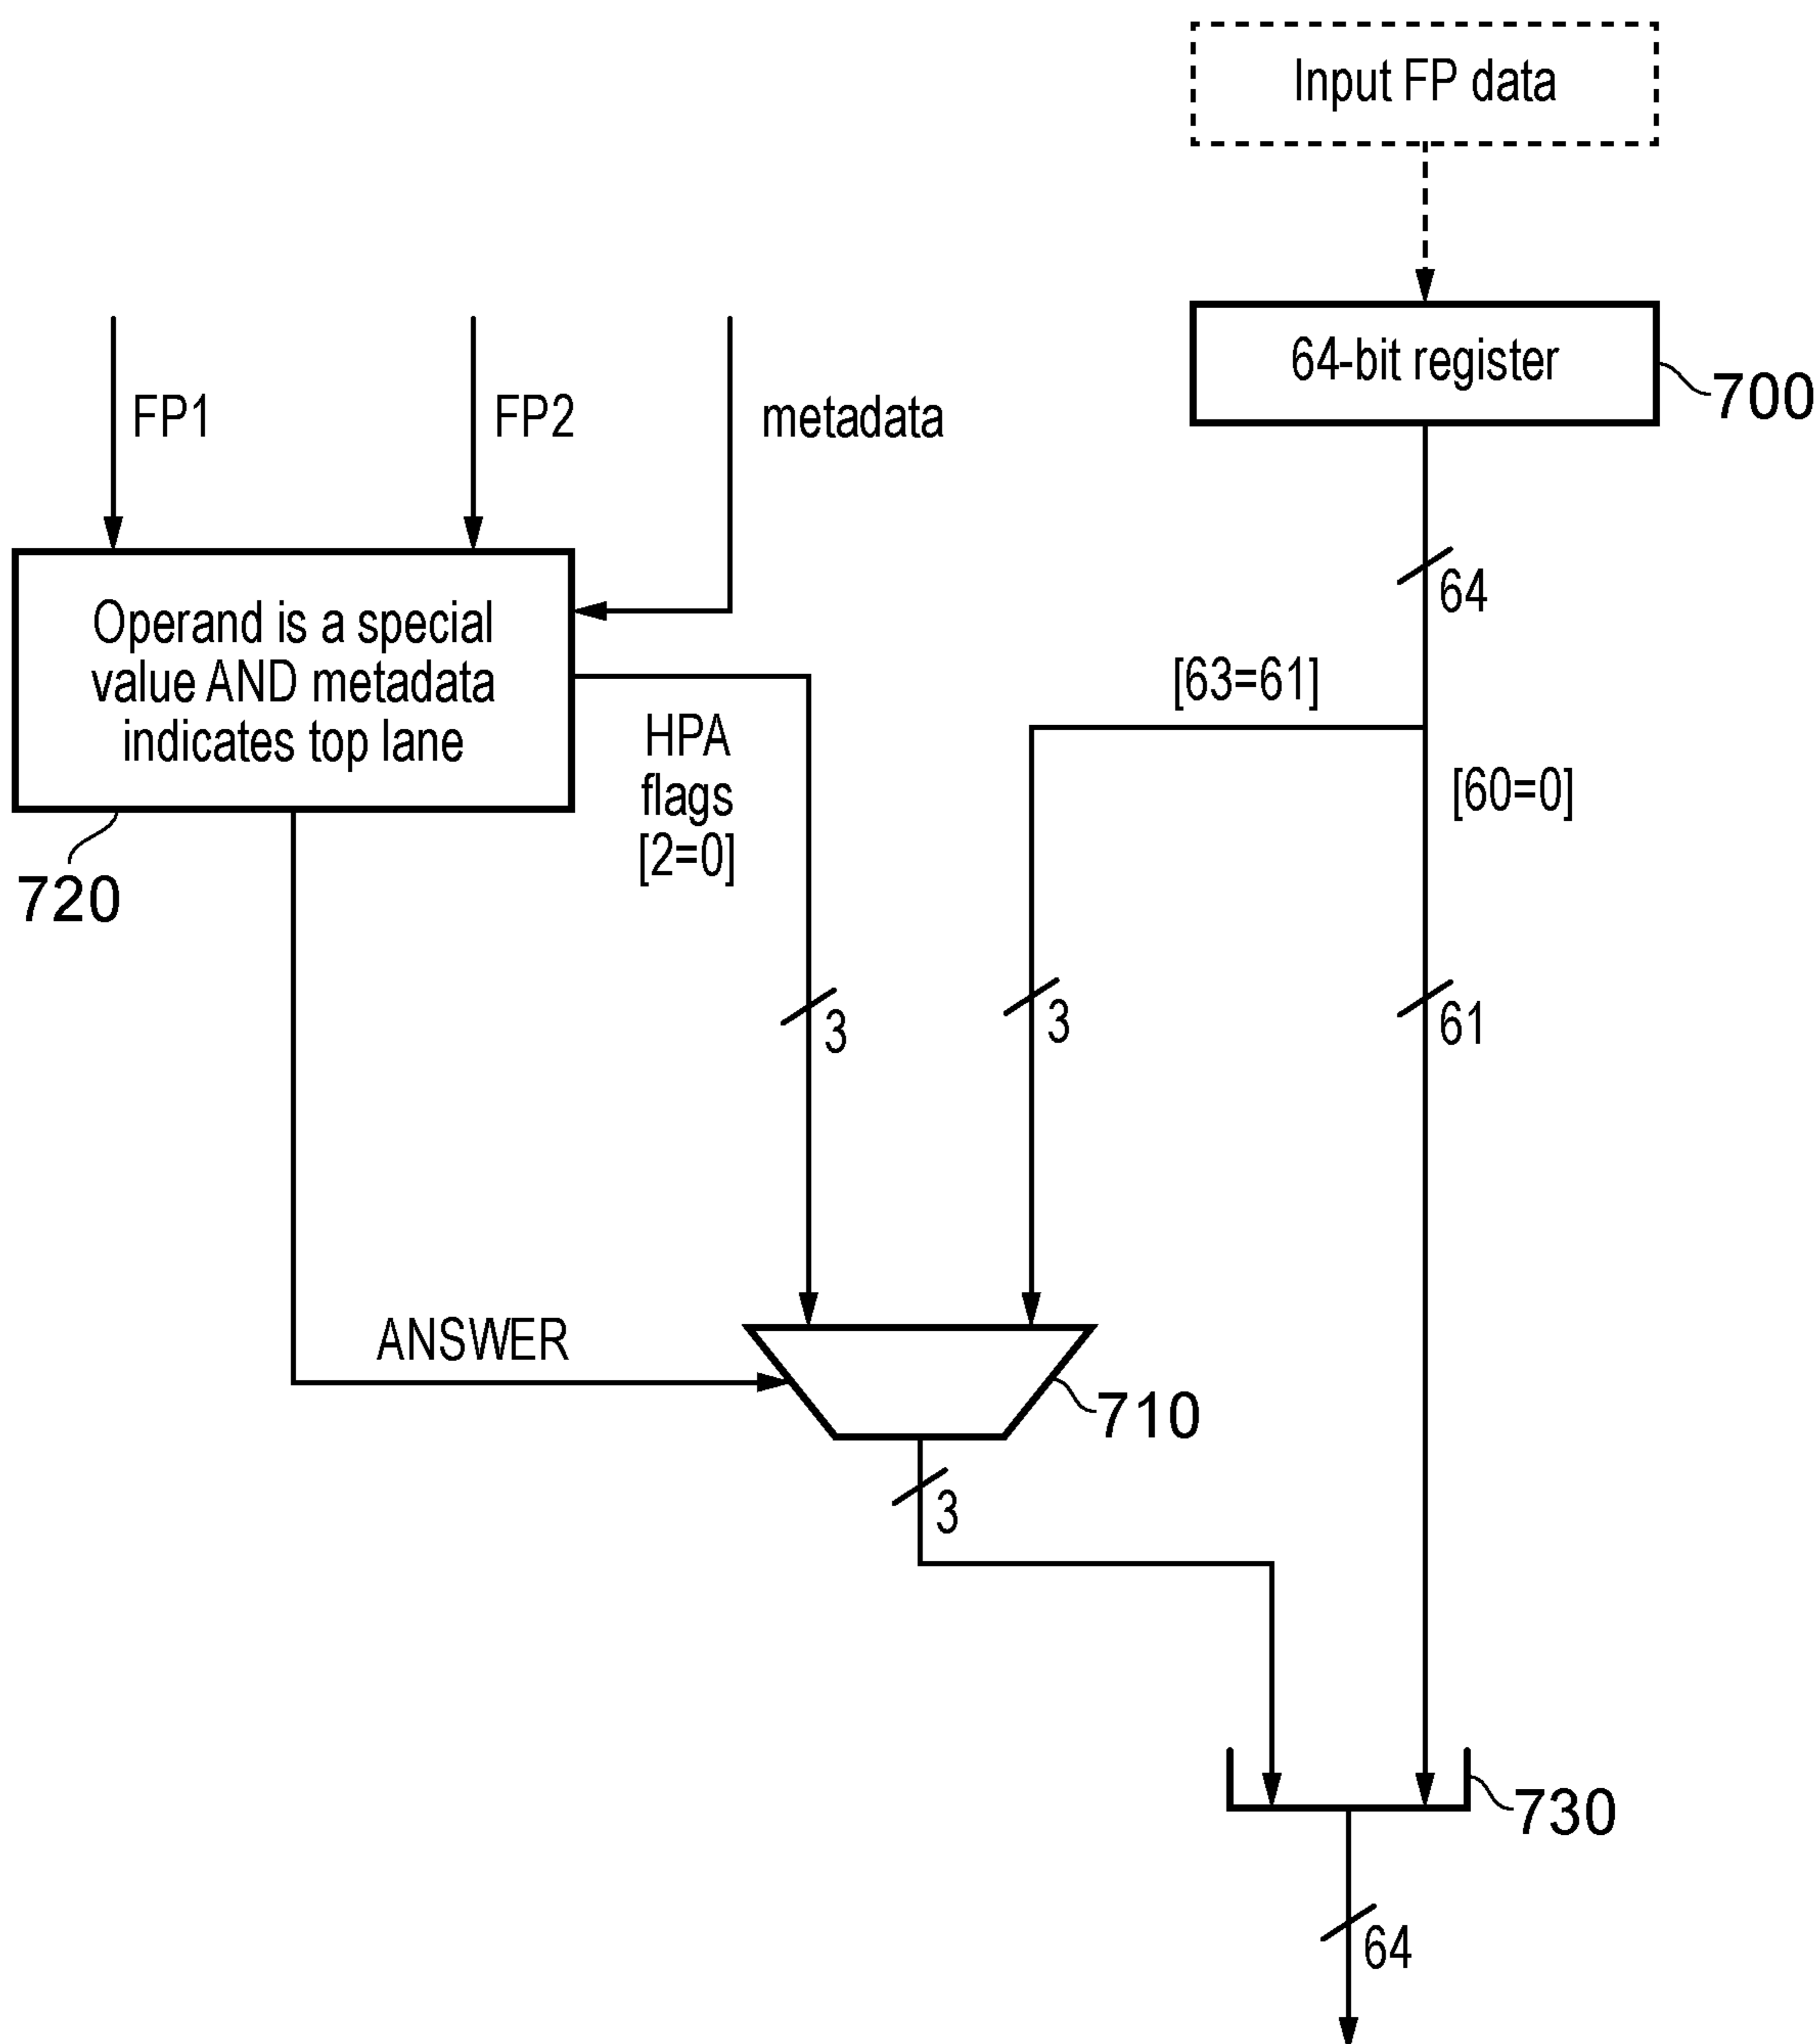 Input FP data
64-bit register
700
FP1
FP2
metadata
64
Operand is a special
value AND metadata
indicates top lane
720
HPA
flags
[2=0]
[63=61]
[60=0]
3
3
61
ANSWER
710
3
730
64